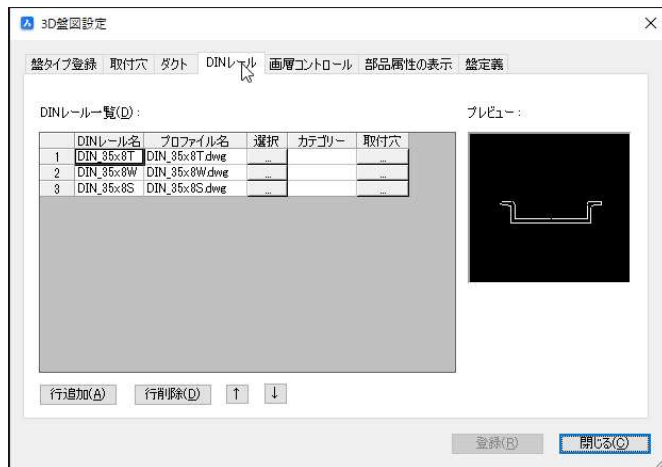 3D盤図設定
盤タイプ登録 取付穴 ダクト DINレール 画層コントロール 部品属性の表示 盤定義
DINレール一覧(D): プレビュー:
DINレール名 プロファイル名 選択 カテゴリー 取付穴
1 DIN_35x8T DIN_35x8T.dwg ... ...
2 DIN_35x8W DIN_35x8W.dwg ... ...
3 DIN_35x8S DIN_35x8S.dwg ... ...
行追加(A) 行削除(D) ↑ ↓
登録(R) 閉じる(C)